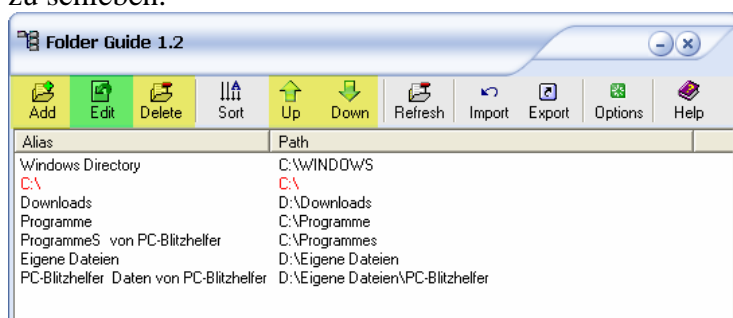 zu schieben.
Folder Guide 1.2
Add Edit Delete Sort Up Down Refresh Import Export Options Help
Alias Path
Windows Directory C:\WINDOWS
C:\ C:\
Downloads D:\Downloads
Programme C:\Programme
ProgrammeS von PC-Blitzhelfer C:\Programmes
Eigene Dateien D:\Eigene Dateien
PC-Blitzhelfer Daten von PC-Blitzhelfer D:\Eigene Dateien\PC-Blitzhelfer